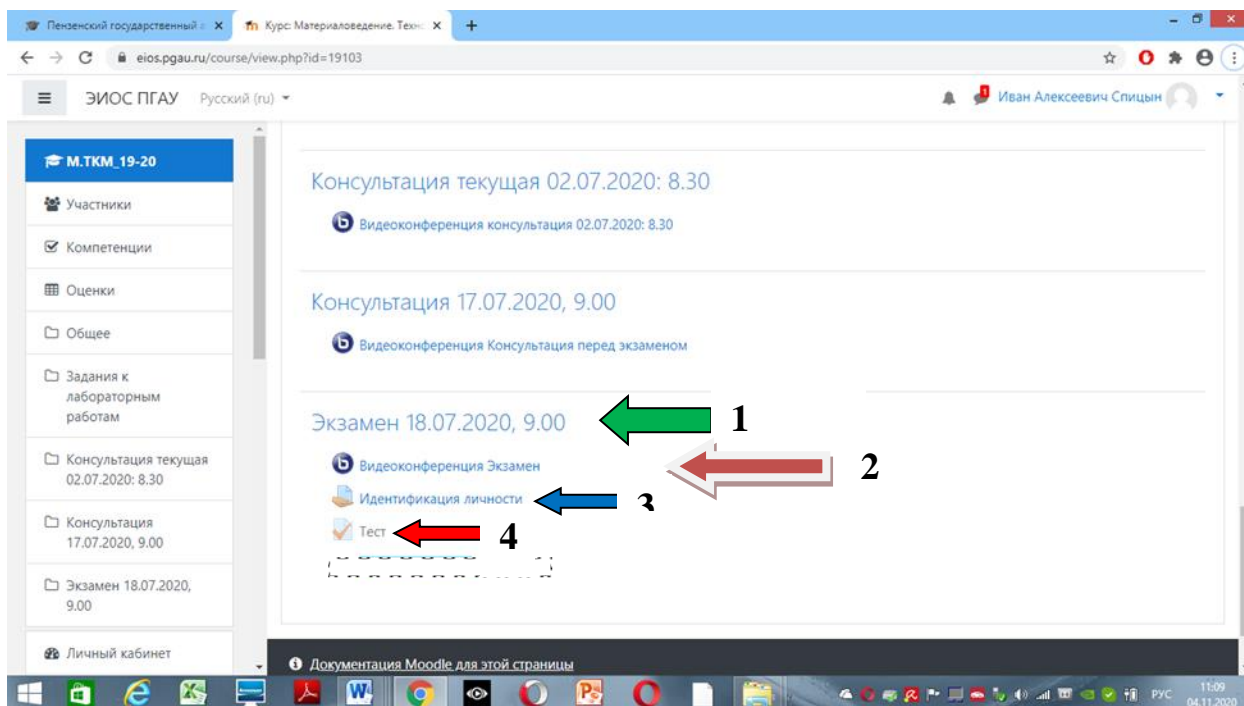 Пензенский государственный а
Курс: Материаловедение. Техно
eios.pgau.ru/course/view.php?id=19103
ЭИОС ПГАУ Русский (ru)
1
Иван Алексеевич Спицын
М.ТКМ_19-20
Участники
Компетенции
Оценки
Общее
Задания к
лабораторным
работам
Консультация текущая
02.07.2020: 8.30
Консультация
17.07.2020, 9.00
Экзамен 18.07.2020,
9.00
Личный кабинет
Консультация текущая 02.07.2020: 8.30
Видеоконференция консультация 02.07.2020: 8.30
Консультация 17.07.2020, 9.00
Видеоконференция Консультация перед экзаменом
Экзамен 18.07.2020, 9.00
1
Видеоконференция Экзамен
2
Идентификация личности
3
Тест
4
Документация Moodle для этой страницы
РУС
11:09
04.11.2020